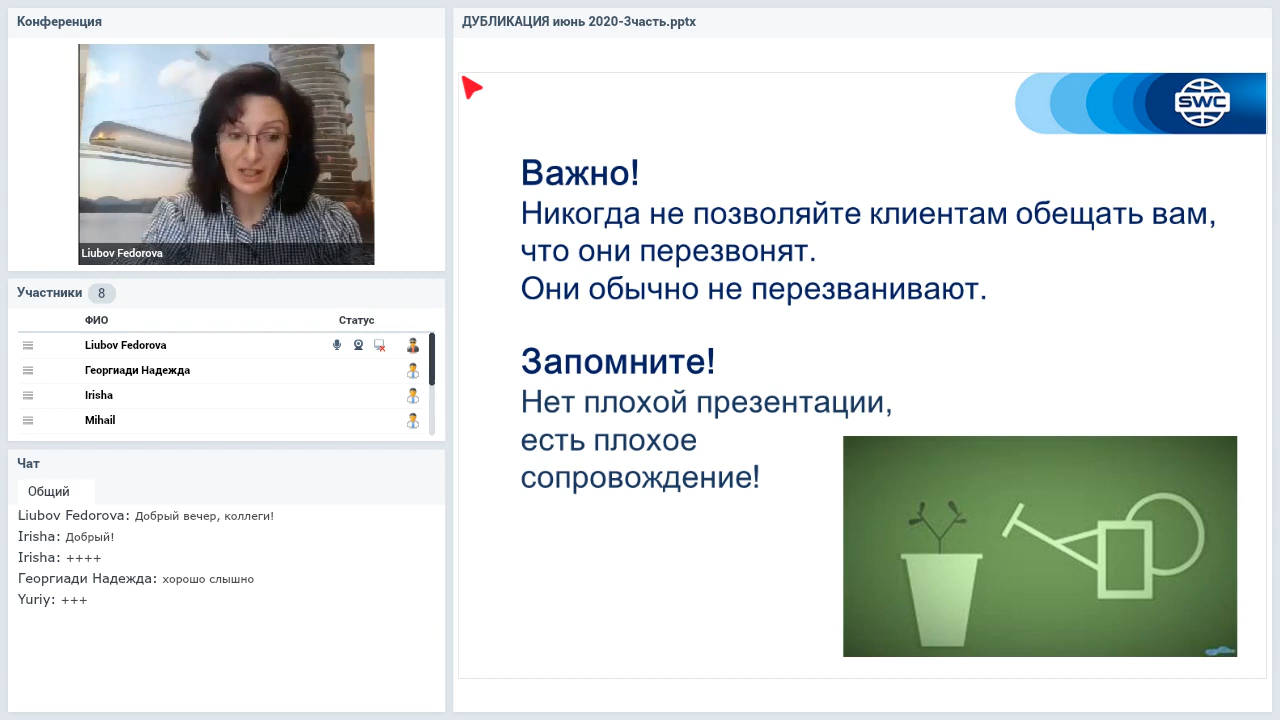 Конференция
Liubov Fedorova
Участники 8
ФИО Статус
Liubov Fedorova
Георгиади Надежда
Irisha
Mihail
Чат
Общий
Liubov Fedorova: Добрый вечер, коллеги!
Irisha: Добрый!
Irisha: ++++
Георгиади Надежда: хорошо слышно
Yuriy: +++
ДУБЛИКАЦИЯ июнь 2020-3часть.pptx
SWC
Важно!
Никогда не позволяйте клиентам обещать вам,
что они перезвонят.
Они обычно не перезванивают.
Запомните!
Нет плохой презентации,
есть плохое
сопровождение!